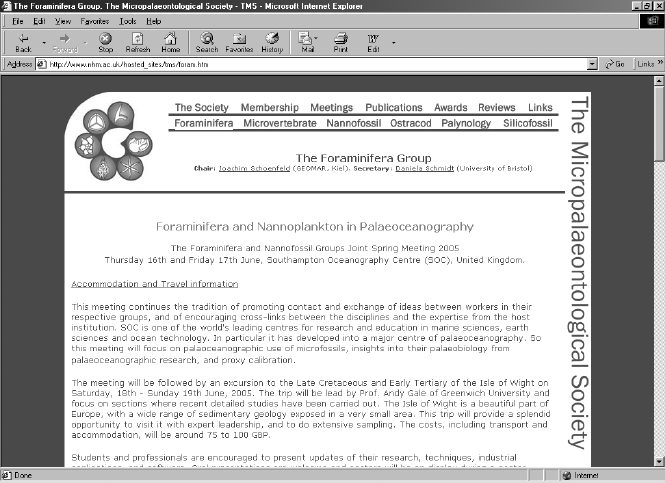 The Foraminifera Group. The Micropalaeontological Society - TMS - Microsoft Internet Explorer
File Edit View Favorites Tools Help
Back Forward Stop Refresh Home Search Favorites History Mail Print Edit
Address http://www.nhm.ac.uk/hosted_sites/tms/foram.htm Go Links »
The Society Membership Meetings Publications Awards Reviews Links
Foraminifera Microvertebrate Nannofossil Ostracod Palynology Silicofossil
The Micropalaeontological Society
The Foraminifera Group
Chair: Joachim Schoenfeld (GEOMAR, Kiel). Secretary: Daniela Schmidt (University of Bristol)
Foraminifera and Nannoplankton in Palaeoceanography
The Foraminifera and Nannofossil Groups Joint Spring Meeting 2005
Thursday 16th and Friday 17th June, Southampton Oceanography Centre (SOC), United Kingdom.
Accommodation and Travel information
This meeting continues the tradition of promoting contact and exchange of ideas between workers in their
respective groups, and of encouraging cross-links between the disciplines and the expertise from the host
institution. SOC is one of the world's leading centres for research and education in marine sciences, earth
sciences and ocean technology. In particular it has developed into a major centre of palaeoceanography. So
this meeting will focus on palaeoceanographic use of microfossils, insights into their palaeobiology from
palaeoceanographic research, and proxy calibration.
The meeting will be followed by an excursion to the Late Cretaceous and Early Tertiary of the Isle of Wight on
Saturday, 18th - Sunday 19th June, 2005. The trip will be lead by Prof. Andy Gale of Greenwich University and
focus on sections where recent detailed studies have been carried out. The Isle of Wight is a beautiful part of
Europe, with a wide range of sedimentary geology exposed in a very small area. This trip will provide a splendid
opportunity to visit it with expert leadership, and to do extensive sampling. The costs, including transport and
accommodation, will be around 75 to 100 GBP.
Students and professionals are encouraged to present updates of their research, techniques, industrial
Done Internet